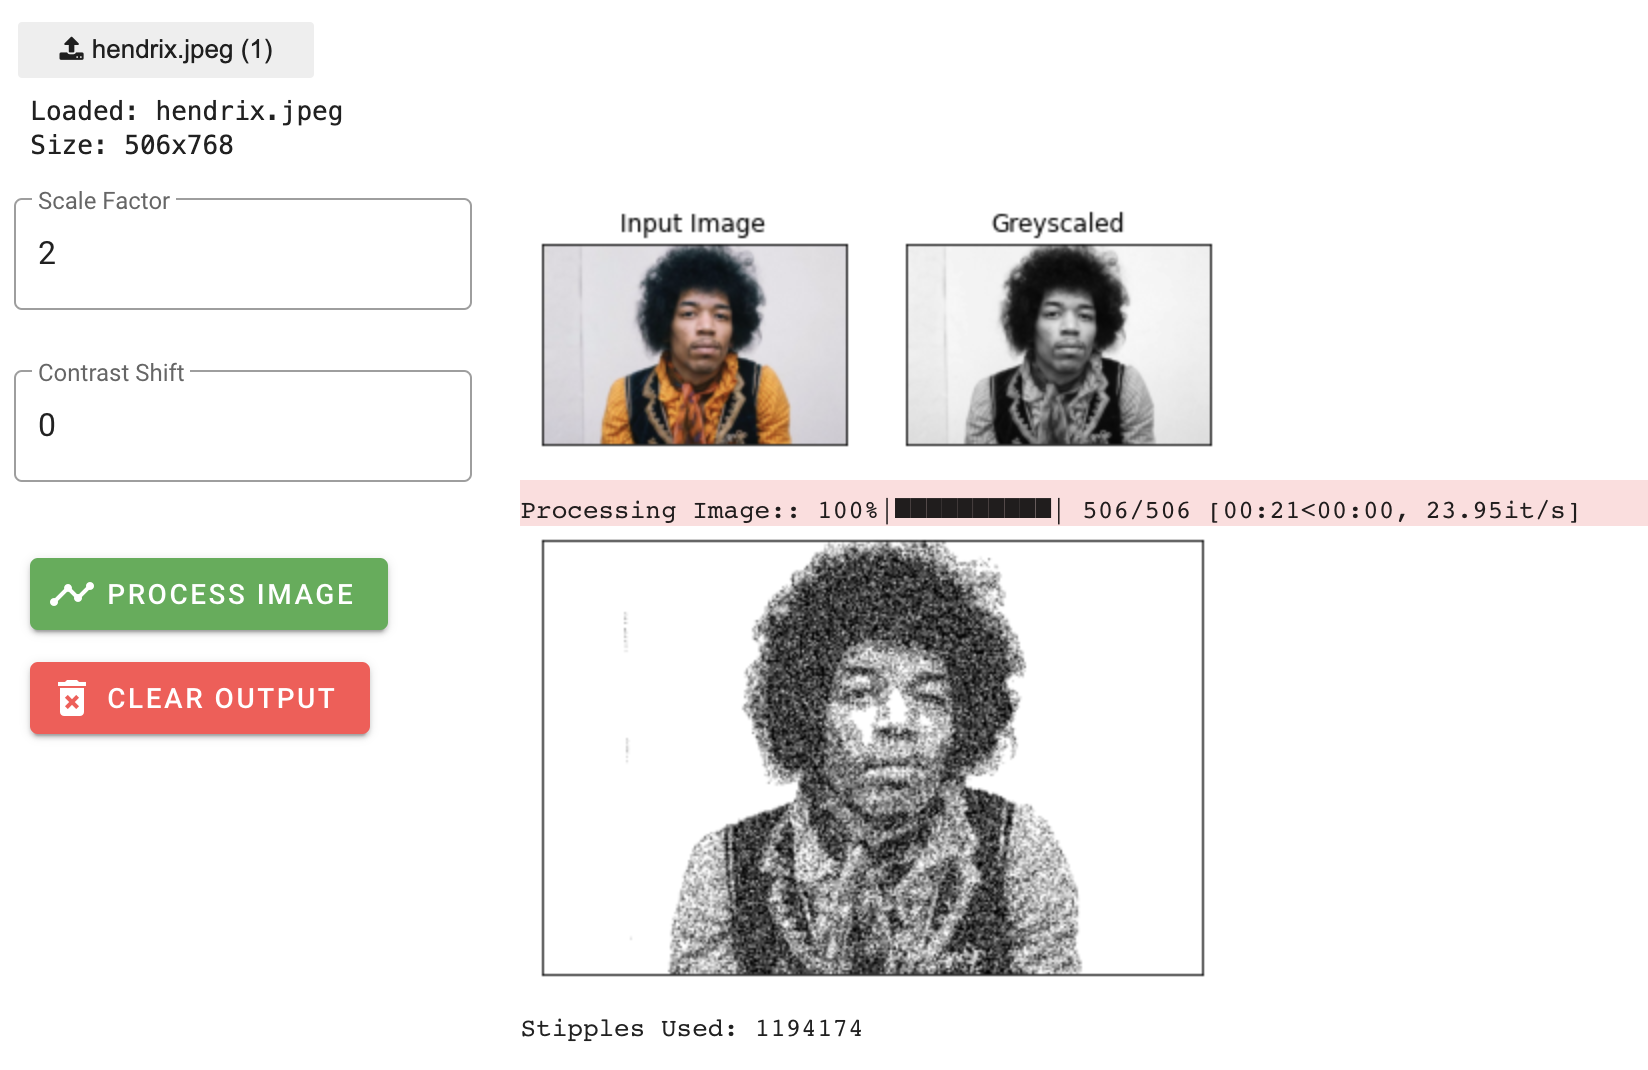 hendrix.jpeg (1)
Loaded: hendrix.jpeg
Size: 506x768
Scale Factor
2
Contrast Shift
0
PROCESS IMAGE
CLEAR OUTPUT
Input Image
Greyscaled
Processing Image:: 100%|██████████| 506/506 [00:21<00:00, 23.95it/s]
Stipples Used: 1194174